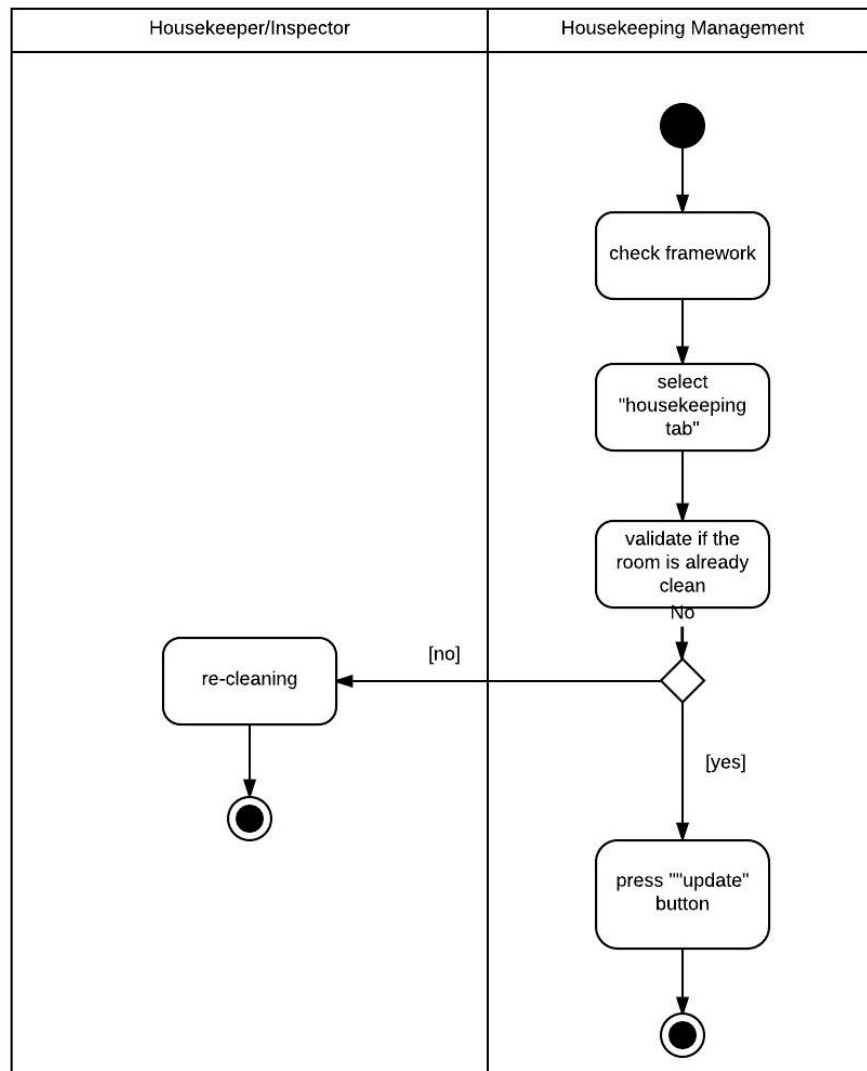 Housekeeper/Inspector
Housekeeping Management
check framework
select
"housekeeping
tab"
validate if the
room is already
clean
No
[no]
re-cleaning
[yes]
press ""update"
button